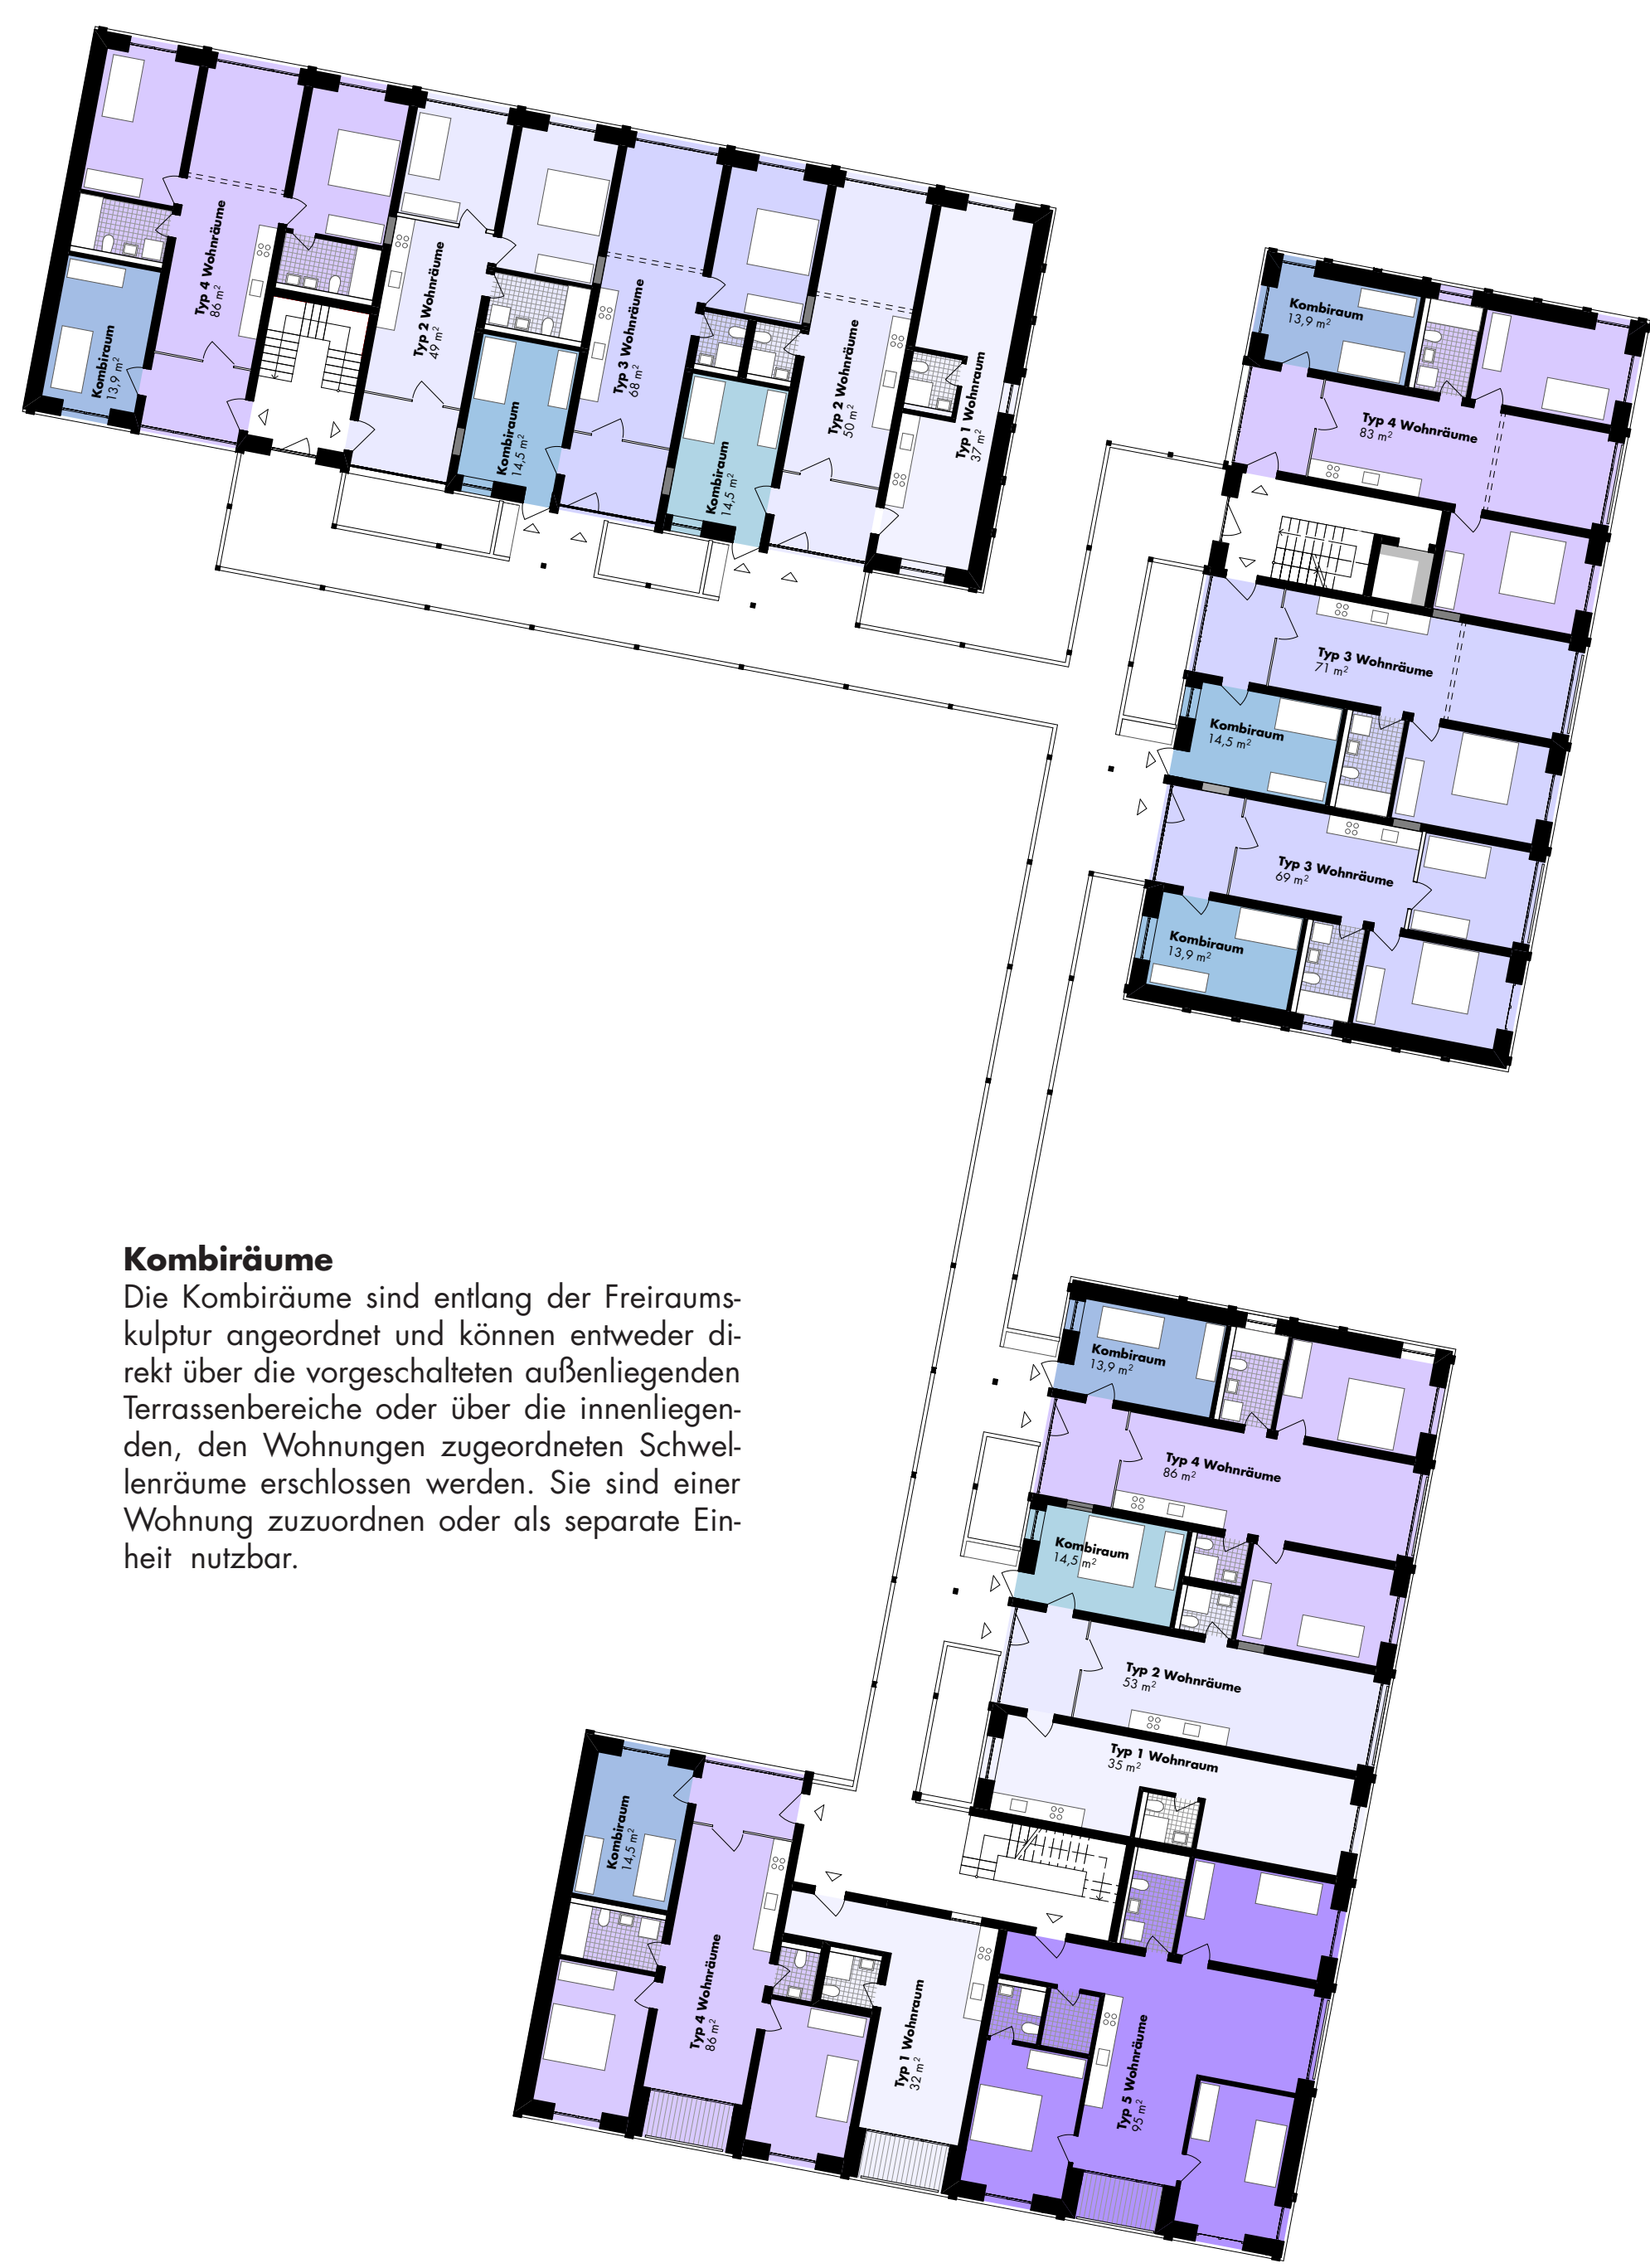 Typ 4 Wohnräume
86 m²
Kombiraum
13,9 m²
Typ 2 Wohnräume
49 m²
Kombiraum
14,5 m²
Typ 3 Wohnräume
68 m²
Kombiraum
14,5 m²
Typ 2 Wohnräume
50 m²
Typ 1 Wohnraum
37 m²
Kombiraum
13,9 m²
Typ 4 Wohnräume
83 m²
Typ 3 Wohnräume
71 m²
Kombiraum
14,5 m²
Typ 3 Wohnräume
69 m²
Kombiraum
13,9 m²
Kombiräume
Die Kombiräume sind entlang der Freiraums-
kulptur angeordnet und können entweder di-
rekt über die vorgeschalteten außenliegenden
Terrassenbereiche oder über die innenliegen-
den, den Wohnungen zugeordneten Schwel-
lenräume erschlossen werden. Sie sind einer
Wohnung zuzuordnen oder als separate Ein-
heit nutzbar.
Kombiraum
13,9 m²
Typ 4 Wohnräume
86 m²
Kombiraum
14,5 m²
Typ 2 Wohnräume
53 m²
Typ 1 Wohnraum
35 m²
Kombiraum
14,5 m²
Typ 4 Wohnräume
86 m²
Typ 1 Wohnraum
32 m²
Typ 5 Wohnräume
95 m²